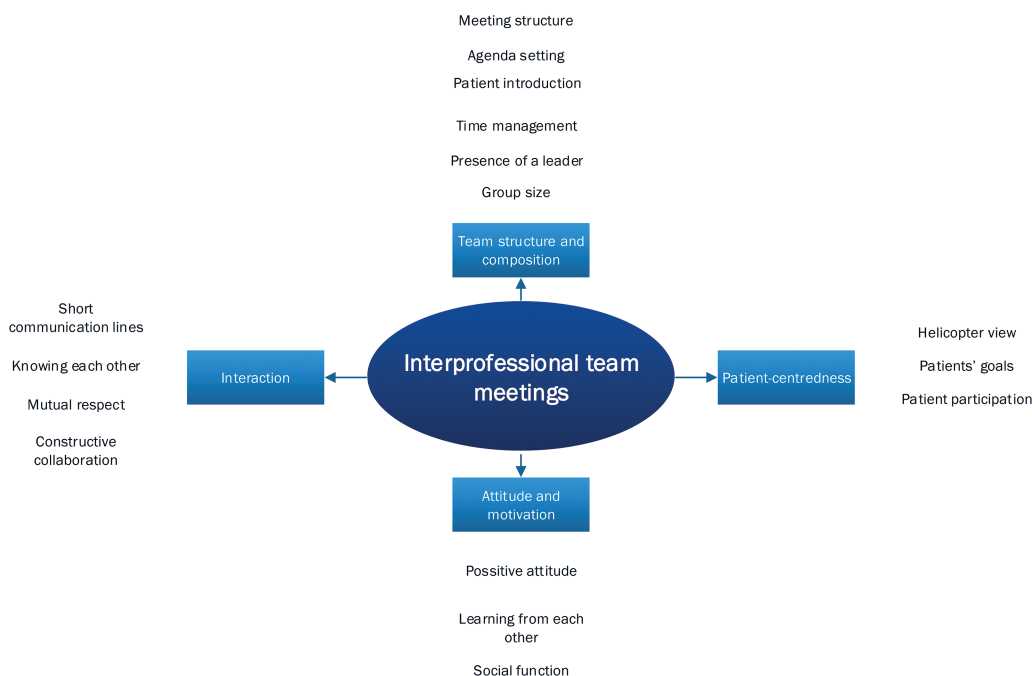 Meeting structure
Agenda setting
Patient introduction
Time management
Presence of a leader
Group size
Team structure and
composition
Short
communication lines
Knowing each other
Mutual respect
Constructive
collaboration
Interaction
Interprofessional team
meetings
Patient-centredness
Helicopter view
Patients' goals
Patient participation
Attitude and
motivation
Possitive attitude
Learning from each
other
Social function